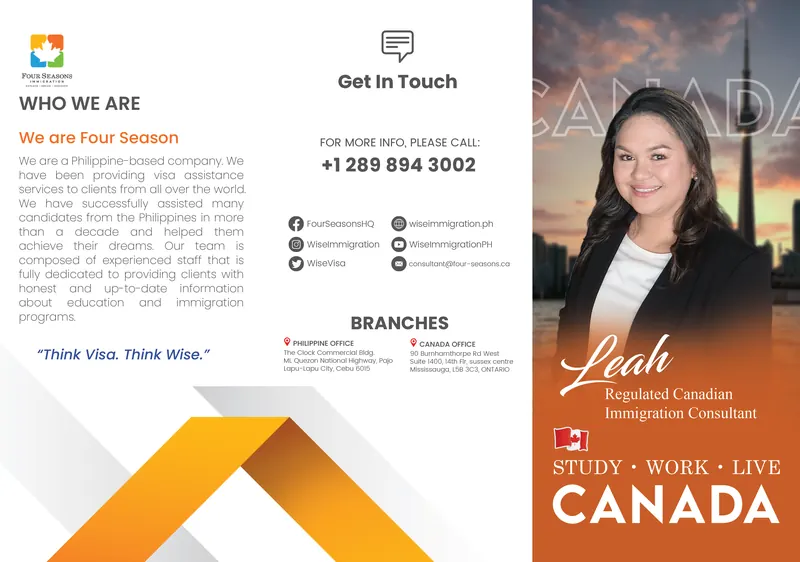 FOUR SEASONS
IMMIGRATION
WHO WE ARE
We are Four Season
We are a Philippine-based company. We
have been providing visa assistance
services to clients from all over the world.
We have successfully assisted many
candidates from the Philippines in more
than a decade and helped them
achieve their dreams. Our team is
composed of experienced staff that is
fully dedicated to providing clients with
honest and up-to-date information
about education and immigration
programs.
“Think Visa. Think Wise.”
Get In Touch
FOR MORE INFO, PLEASE CALL:
+1 289 894 3002
FourSeasonsHQ
wiseimmigration.ph
WiseImmigration
WiseImmigrationPH
WiseVisa
consultant@four-seasons.ca
BRANCHES
PHILIPPINE OFFICE
The Clock Commercial Bldg.
ML Quezan National Highway, Pajo
Lapu-Lapu City, Cebu 6015
CANADA OFFICE
90 Burnhamthorpe Rd West
Suite 1400, 14th Flr, sussex centre
Mississauga, L5B 3C3, ONTARIO
CANADA
Leah
Regulated Canadian
Immigration Consultant
STUDY • WORK • LIVE
CANADA